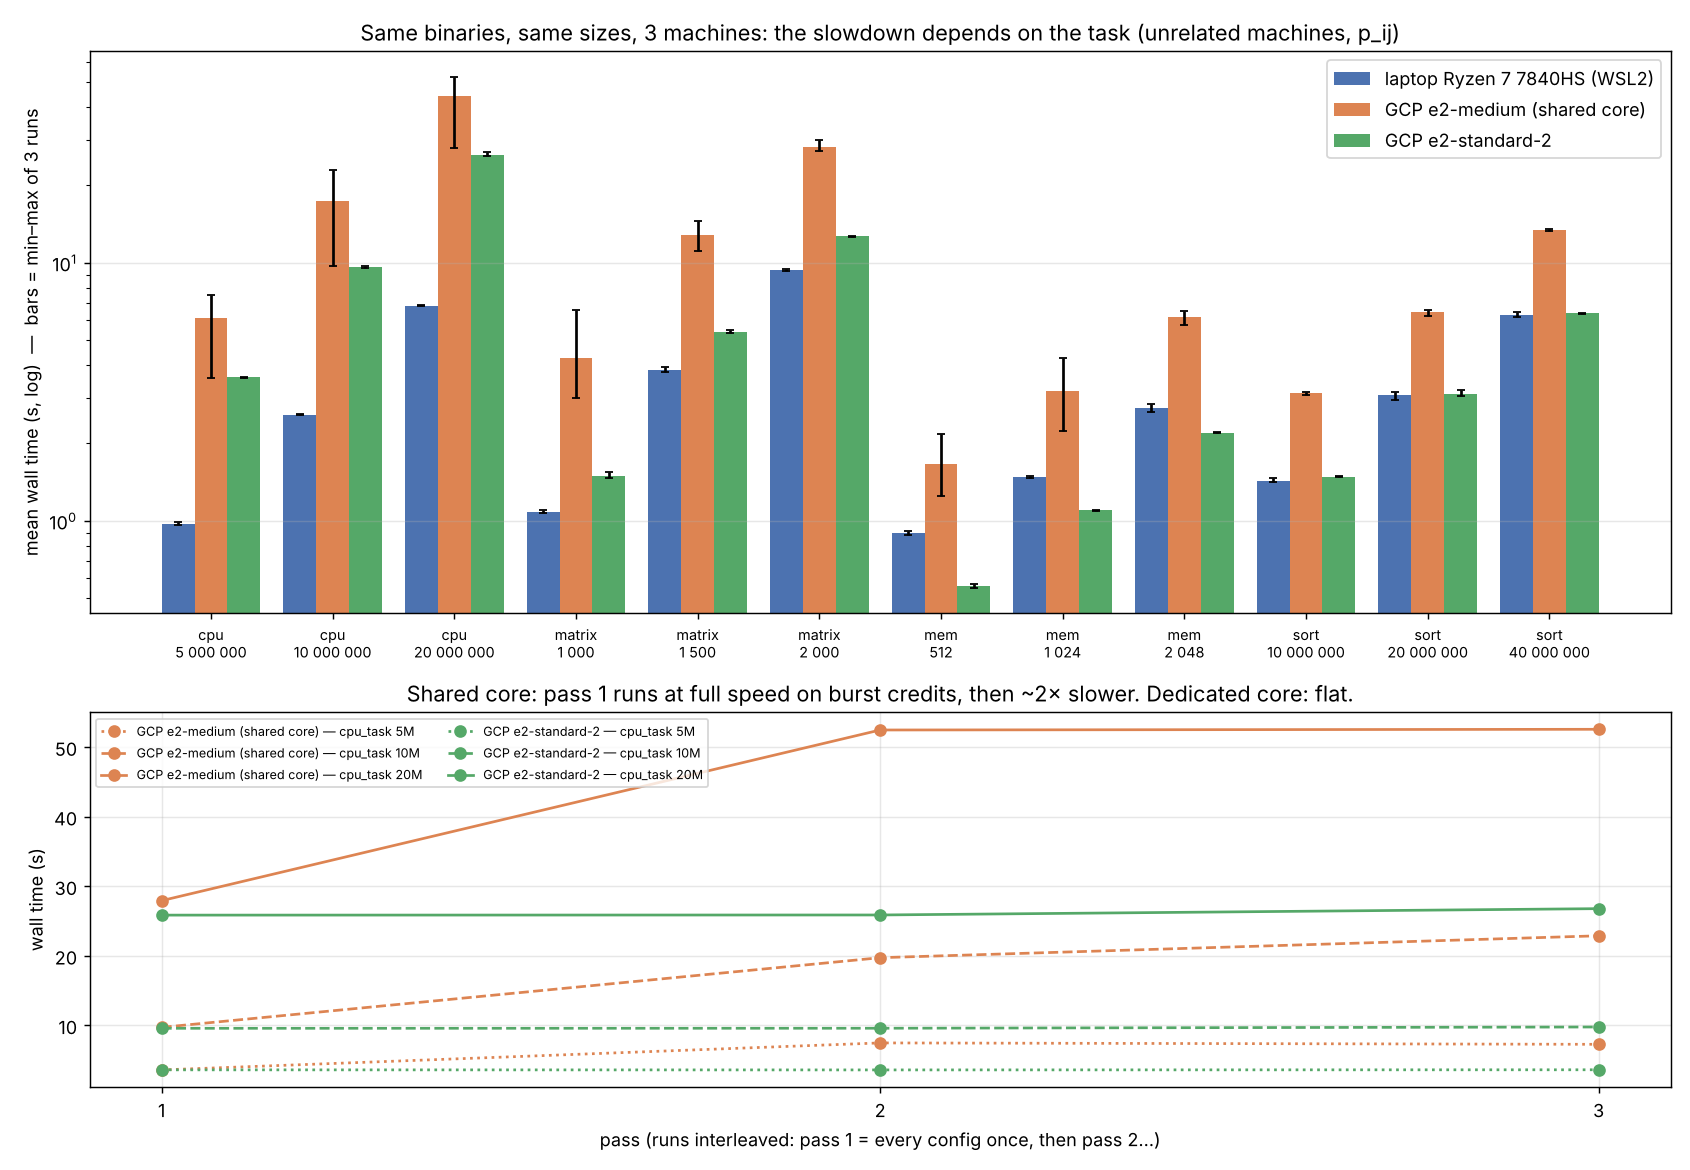 Same binaries, same sizes, 3 machines: the slowdown depends on the task (unrelated machines, p_ij)
mean wall time (s, log) — bars = min–max of 3 runs
10¹
10⁰
laptop Ryzen 7 7840HS (WSL2)
GCP e2-medium (shared core)
GCP e2-standard-2
cpu
5 000 000
cpu
10 000 000
cpu
20 000 000
matrix
1 000
matrix
1 500
matrix
2 000
mem
512
mem
1 024
mem
2 048
sort
10 000 000
sort
20 000 000
sort
40 000 000
Shared core: pass 1 runs at full speed on burst credits, then ~2× slower. Dedicated core: flat.
wall time (s)
50
40
30
20
10
GCP e2-medium (shared core) — cpu_task 5M
GCP e2-medium (shared core) — cpu_task 10M
GCP e2-medium (shared core) — cpu_task 20M
GCP e2-standard-2 — cpu_task 5M
GCP e2-standard-2 — cpu_task 10M
GCP e2-standard-2 — cpu_task 20M
1
2
3
pass (runs interleaved: pass 1 = every config once, then pass 2...)